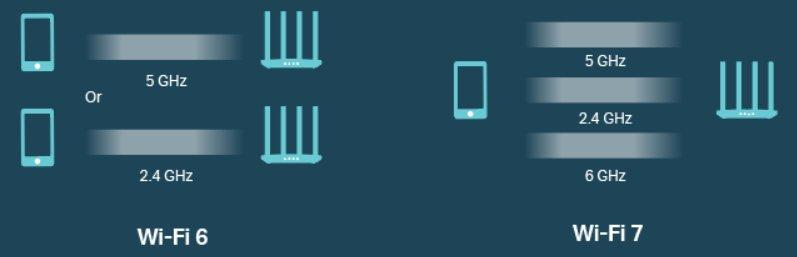 5 GHz
Or
2.4 GHz
Wi-Fi 6
5 GHz
2.4 GHz
6 GHz
Wi-Fi 7